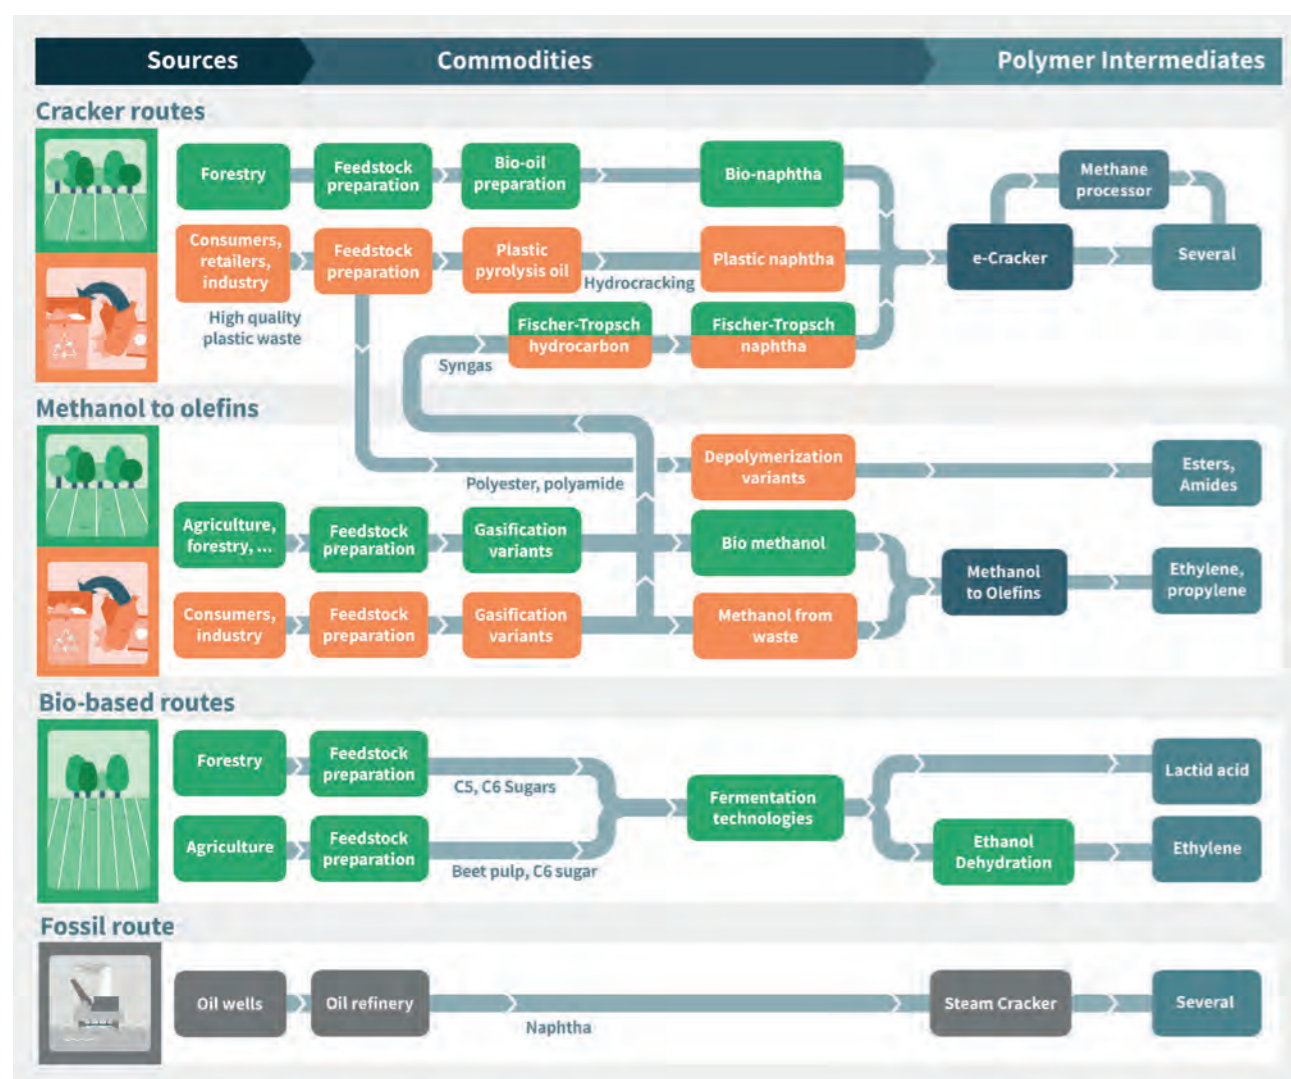 Sources
Commodities
Polymer Intermediates
Cracker routes
Forestry
Feedstock
preparation
Bio-oil
preparation
Bio-naphtha
Methane
processor
Consumers,
retailers,
industry
Feedstock
preparation
Plastic
pyrolysis oil
Hydrocracking
Plastic naphtha
e-Cracker
Several
High quality
plastic waste
Syngas
Fischer-Tropsch
hydrocarbon
Fischer-Tropsch
naphtha
Methanol to olefins
Polyester, polyamide
Depolymerization
variants
Esters,
Amides
Agriculture,
forestry, ...
Feedstock
preparation
Gasification
variants
Bio methanol
Methanol
to Olefins
Ethylene,
propylene
Consumers,
industry
Feedstock
preparation
Gasification
variants
Methanol from
waste
Bio-based routes
Forestry
Feedstock
preparation
C5, C6 Sugars
Fermentation
technologies
Lactid acid
Agriculture
Feedstock
preparation
Beet pulp, C6 sugar
Ethanol
Dehydration
Ethylene
Fossil route
Oil wells
Oil refinery
Naphtha
Steam Cracker
Several